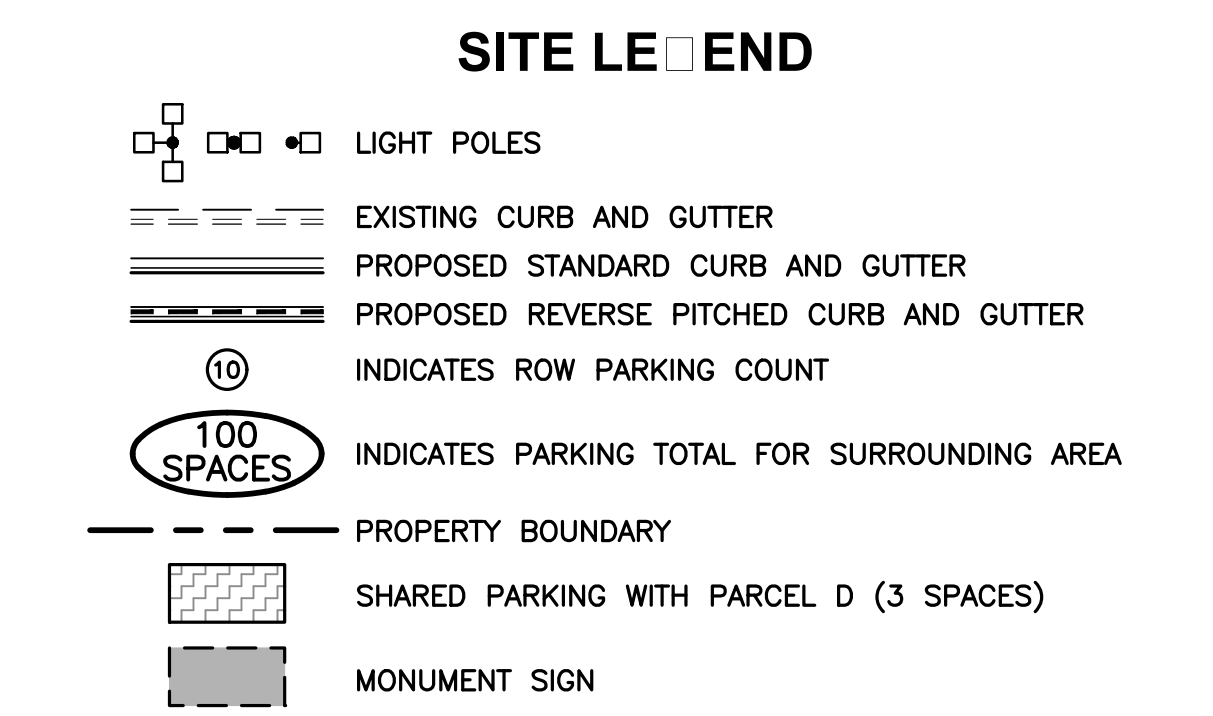 SITE LE□END
LIGHT POLES
EXISTING CURB AND GUTTER
PROPOSED STANDARD CURB AND GUTTER
PROPOSED REVERSE PITCHED CURB AND GUTTER
10 INDICATES ROW PARKING COUNT
100
SPACES
INDICATES PARKING TOTAL FOR SURROUNDING AREA
PROPERTY BOUNDARY
SHARED PARKING WITH PARCEL D (3 SPACES)
MONUMENT SIGN